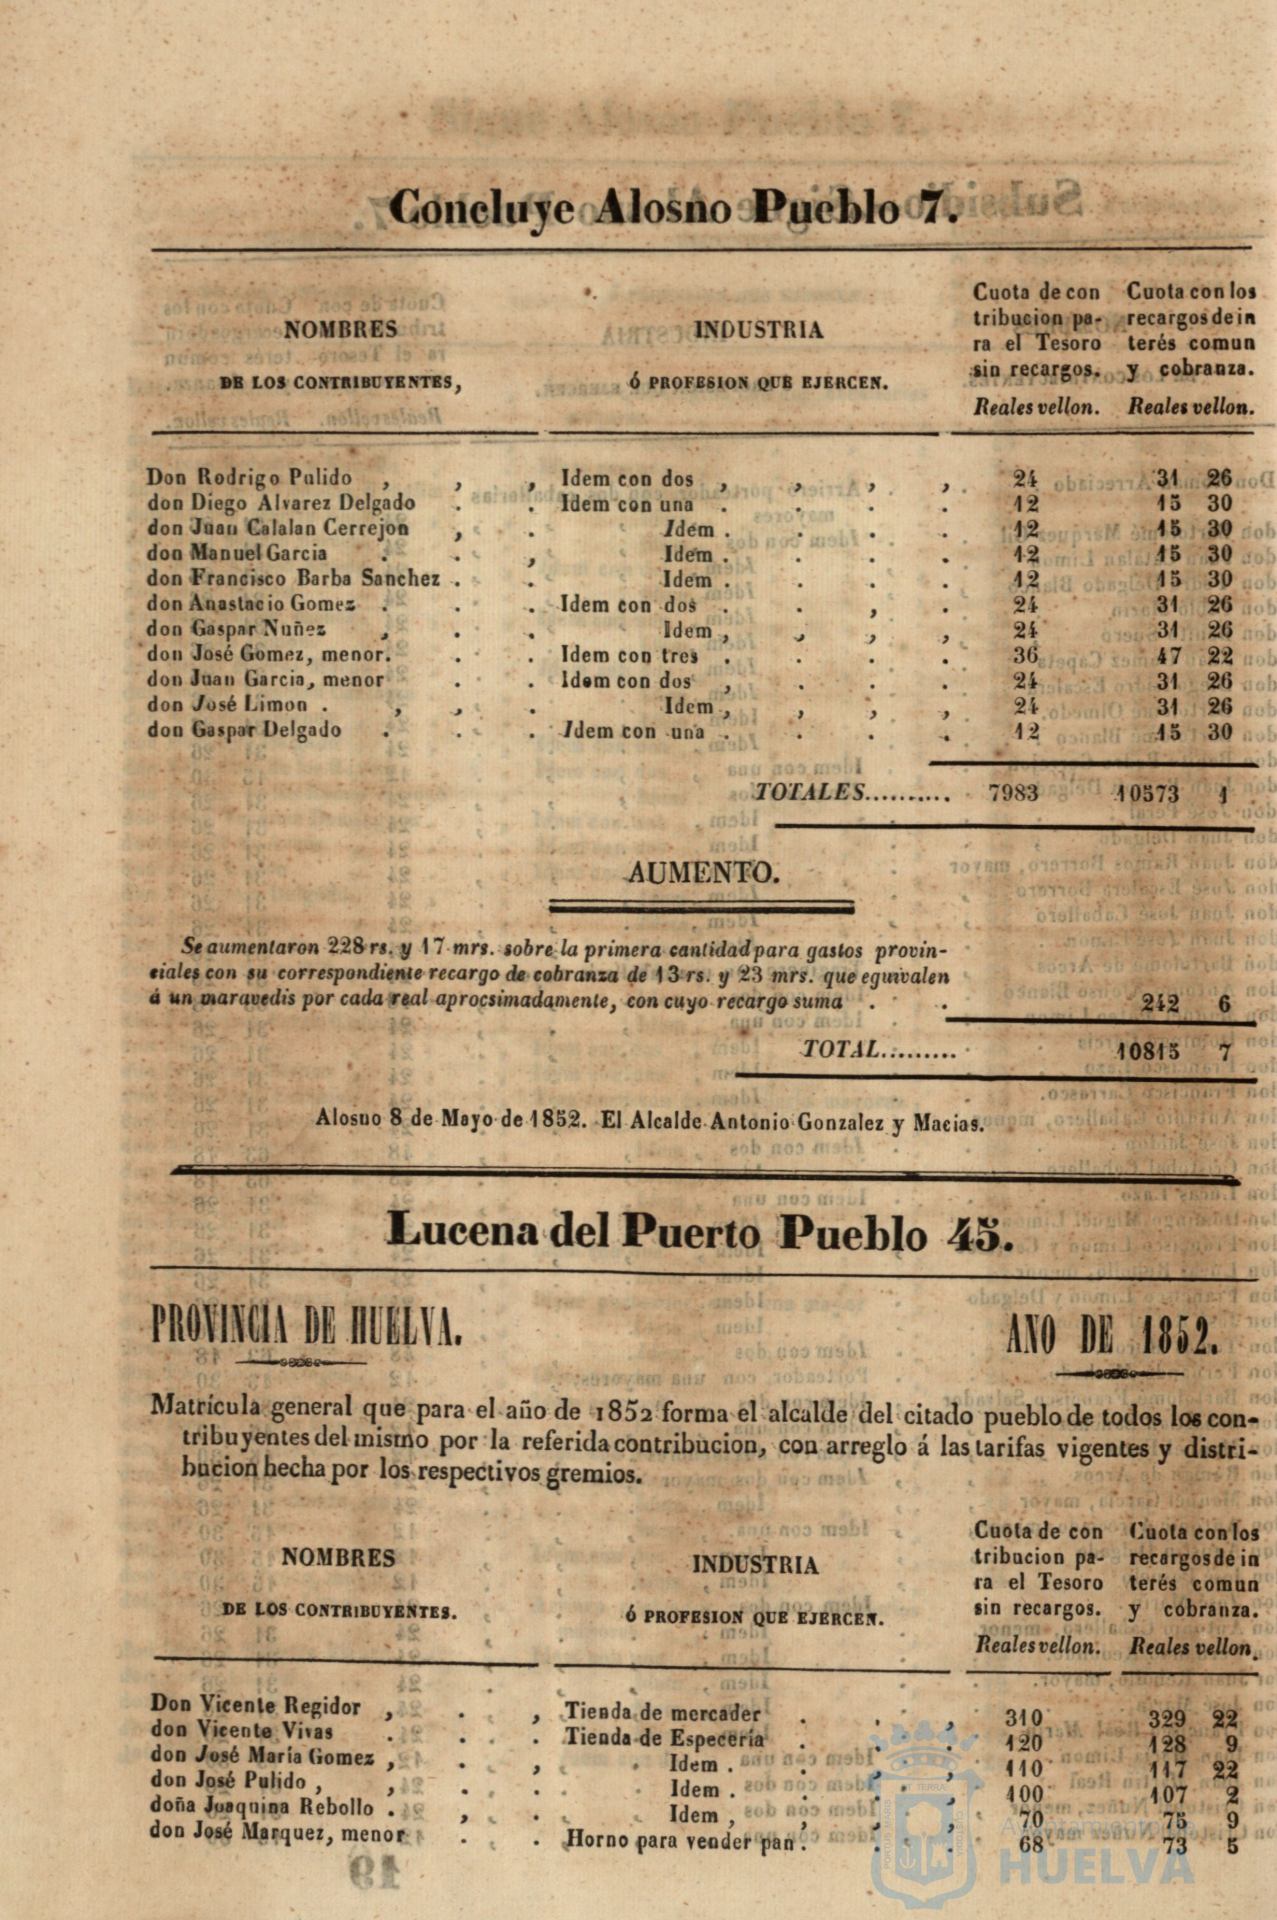 Concluye Alosno Pueblo 7.
NOMBRES
DE LOS CONTRIBUYENTES,
INDUSTRIA
Ó PROFESION QUE EJERCEN.
Cuota de con
tribucion pa-
ra el Tesoro
sin recargos.
Reales vellon.
Cuota con los
recargos de in
terés comun
y cobranza.
Reales vellon.
Don Rodrigo Pulido , , , Idem con dos , , , , 24 31 26
don Diego Alvarez Delgado . . Idem con una . . . . 12 15 30
don Juan Calalan Cerrejon , . Idem . . . . 12 15 30
don Manuel Garcia . . , Idem . . . . 12 15 30
don Francisco Barba Sanchez . . Idem . . . . 12 15 30
don Anastacio Gomez . . . Idem con dos . . , . 24 31 26
don Gaspar Nuñez , . . Idem , , , , 24 31 26
don José Gomez, menor. . . Idem con tres . . . . 36 47 22
don Juan Garcia, menor . . Idem con dos , . . . 24 31 26
don José Limon . , , . Idem , , , , 24 31 26
don Gaspar Delgado . . . Idem con una . . . . 12 15 30
TOTALES.......... 7983 10573 1
AUMENTO.
Se aumentaron 228 rs. y 17 mrs. sobre la primera cantidad para gastos provin-
ciales con su correspondiente recargo de cobranza de 13 rs. y 23 mrs. que eguivalen
á un maravedis por cada real aprocsimadamente, con cuyo recargo suma . . 242 6
TOTAL.......... 10815 7
Alosno 8 de Mayo de 1852. El Alcalde Antonio Gonzalez y Macias.
Lucena del Puerto Pueblo 45.
PROVINCIA DE HUELVA.
ANO DE 1852.
Matrícula general que para el año de 1852 forma el alcalde del citado pueblo de todos los con-
tribuyentes del mismo por la referida contribucion, con arreglo á las tarifas vigentes y distri-
bucion hecha por los respectivos gremios.
NOMBRES
DE LOS CONTRIBUYENTES.
INDUSTRIA
Ó PROFESION QUE EJERCEN.
Cuota de con
tribucion pa-
ra el Tesoro
sin recargos.
Reales vellon.
Cuota con los
recargos de in
terés comun
y cobranza.
Reales vellon.
Don Vicente Regidor , . , Tienda de mercader . . , 310 329 22
don Vicente Vivas . . . Tienda de Especería . . . 120 128 9
don José María Gomez , . , Idem . . , , 110 117 22
don José Pulido , , . . Idem . . . , 100 107 2
doña Joaquina Rebollo . , . Idem , , , , 70 75 9
don José Marquez, menor . . Horno para vender pan . . . 68 73 5
Ayuntamiento de
HUELVA